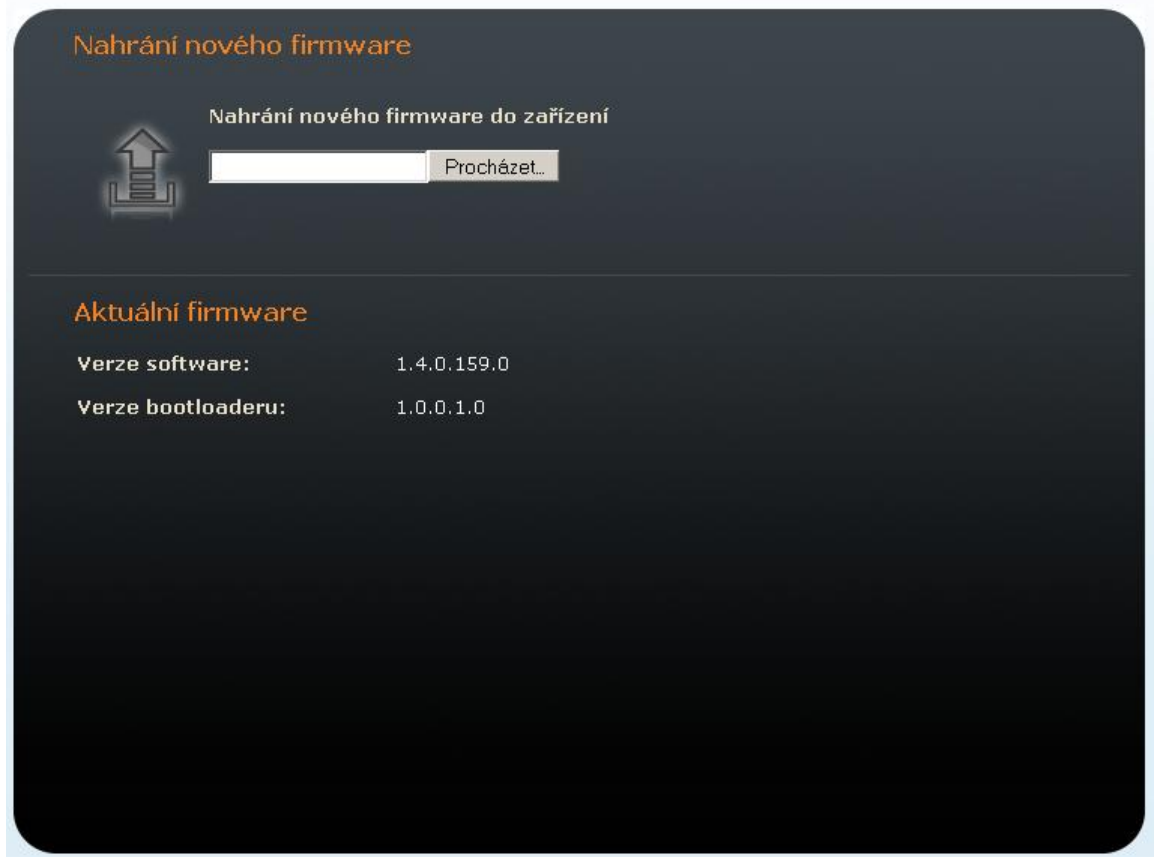 Nahrání nového firmware
Nahrání nového firmware do zařízení
Procházet...
Aktuální firmware
Verze software: 1.4.0.159.0
Verze bootloaderu: 1.0.0.1.0